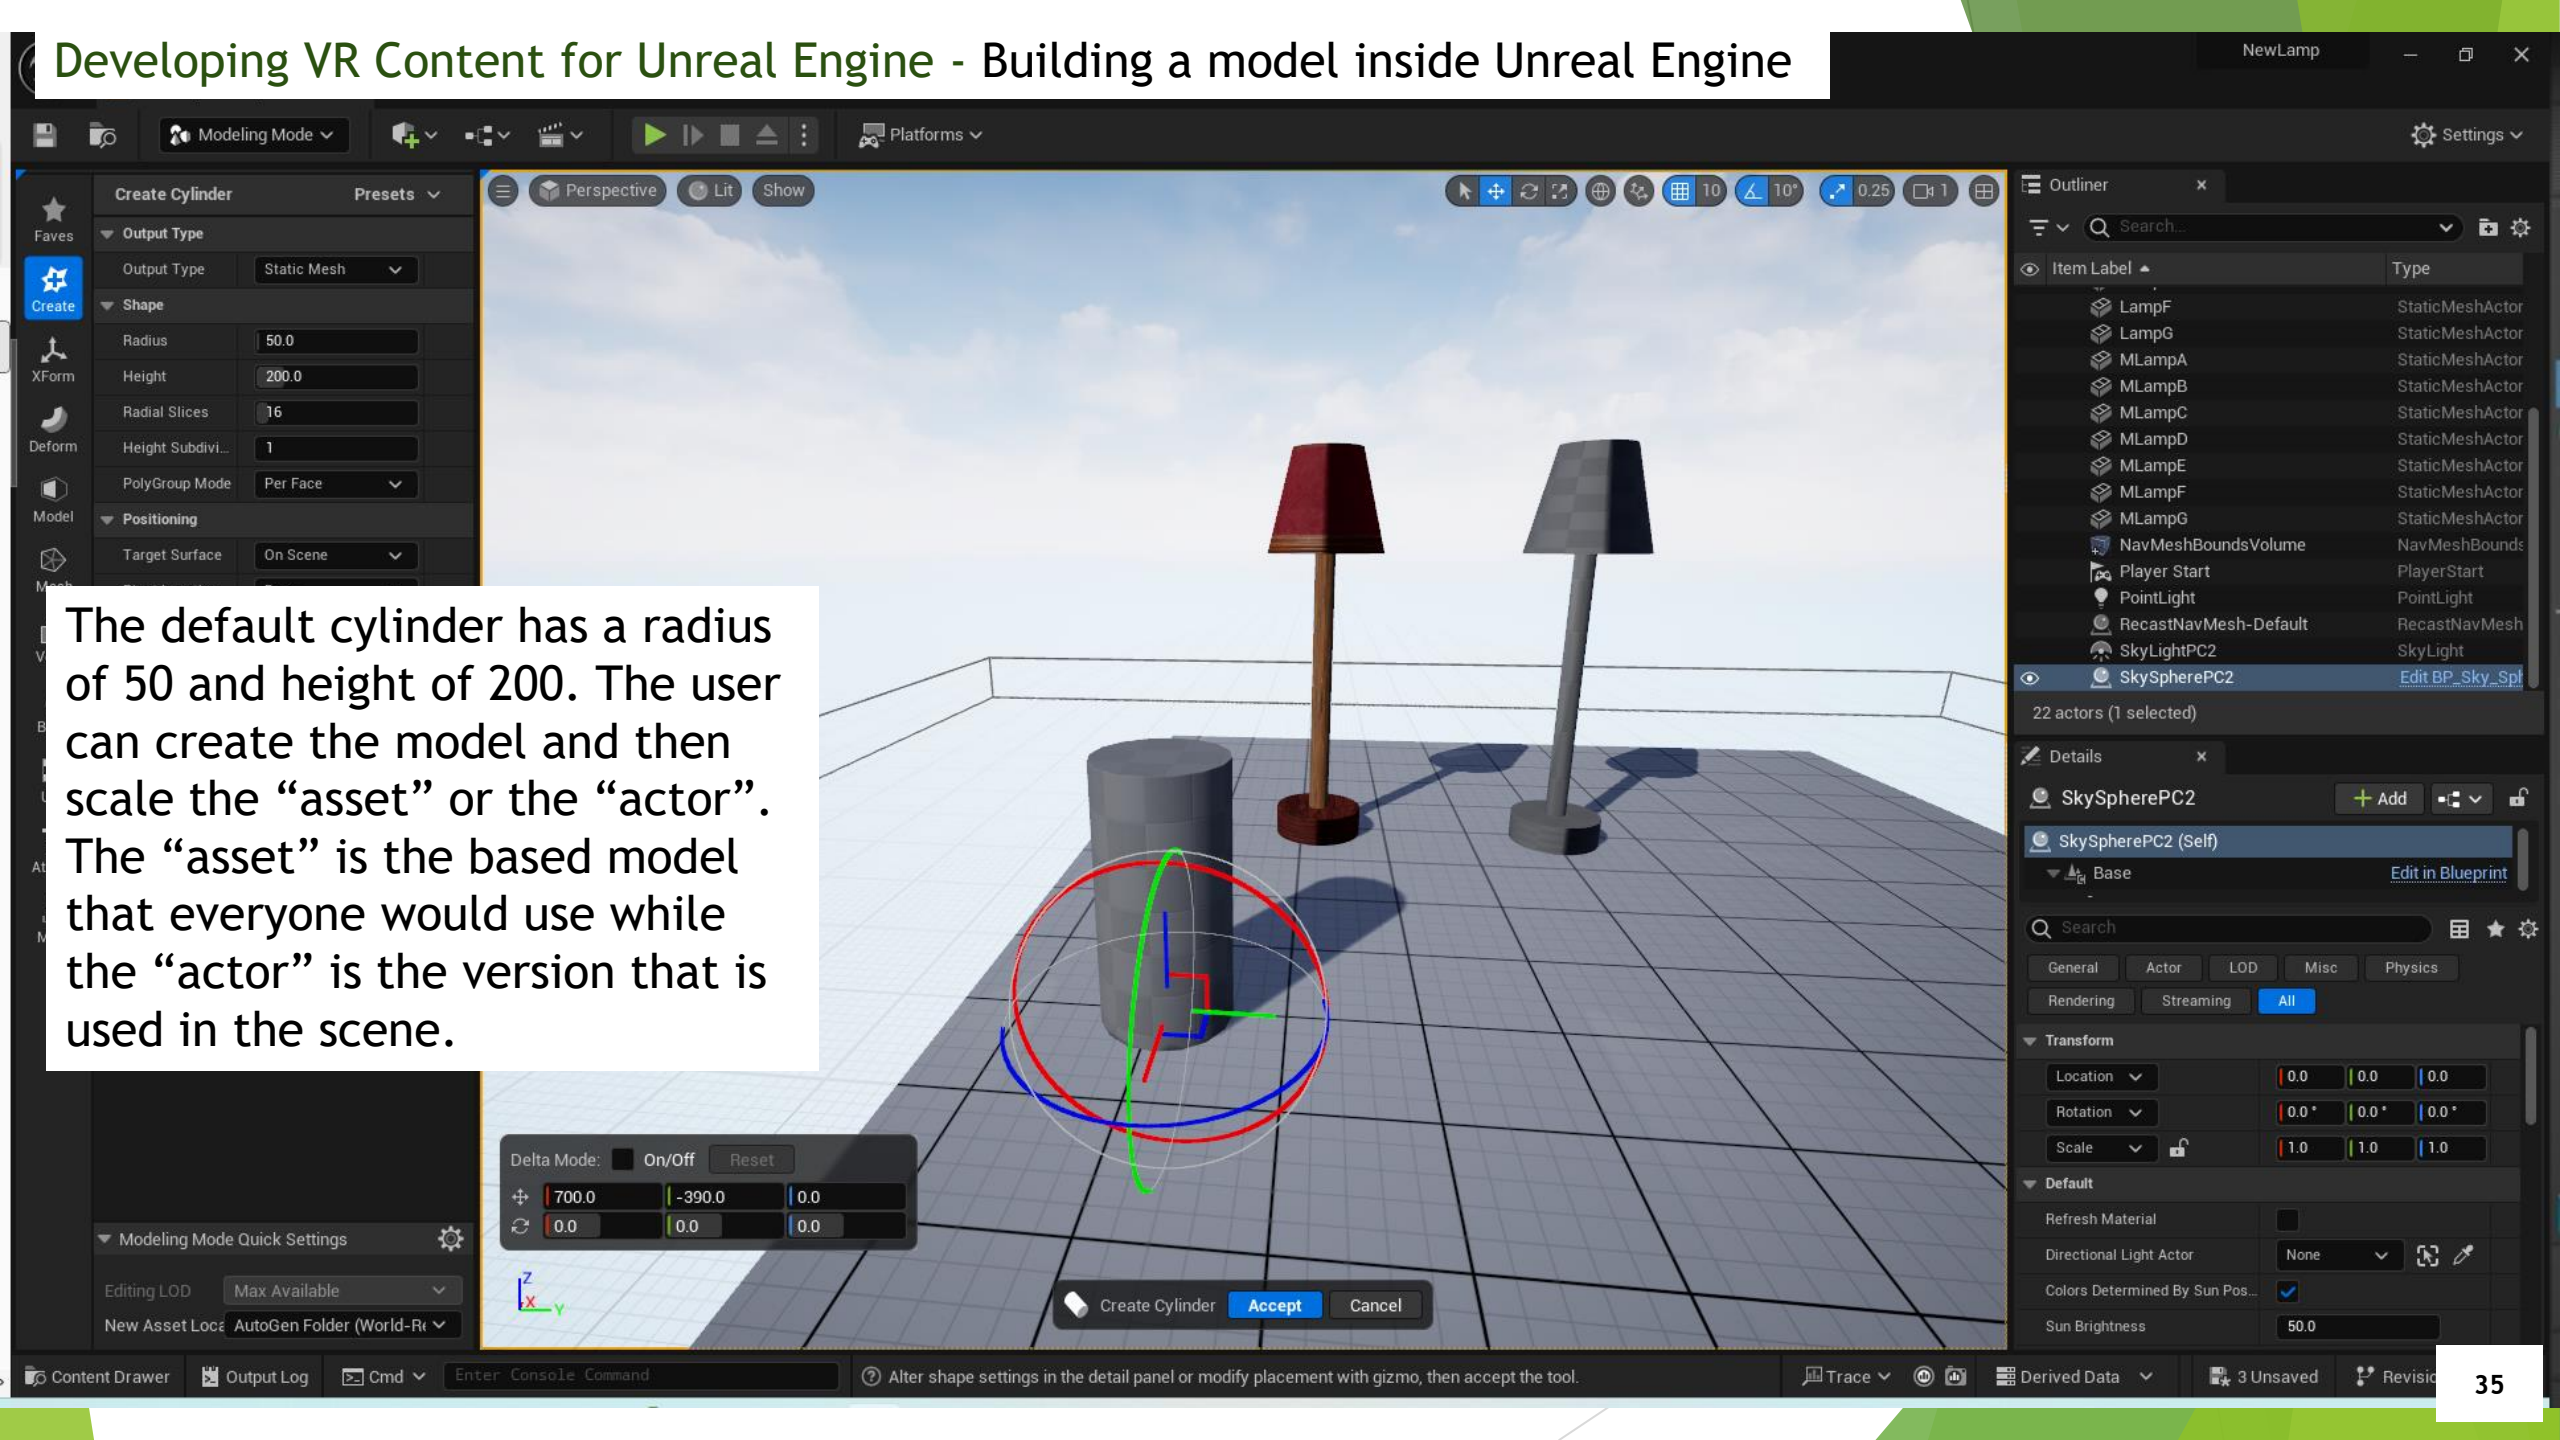 Developing VR Content for Unreal Engine - Building a model inside Unreal Engine
NewLamp
Modeling Mode
Platforms
Settings
Faves
Create
XForm
Deform
Model
Create Cylinder
Presets
Output Type
Output Type
Static Mesh
Shape
Radius
50.0
Height
200.0
Radial Slices
16
Height Subdivi...
1
PolyGroup Mode
Per Face
Positioning
Target Surface
On Scene
The default cylinder has a radius
of 50 and height of 200. The user
can create the model and then
scale the “asset” or the “actor”.
The “asset” is the based model
that everyone would use while
the “actor” is the version that is
used in the scene.
Modeling Mode Quick Settings
Editing LOD
Max Available
New Asset Loca
AutoGen Folder (World-Re
Perspective
Lit
Show
10
10°
0.25
1
Delta Mode:
On/Off
Reset
700.0
-390.0
0.0
0.0
0.0
0.0
Z
X
Y
Create Cylinder
Accept
Cancel
Outliner
Search...
Item Label
Type
LampF
StaticMeshActor
LampG
StaticMeshActor
MLampA
StaticMeshActor
MLampB
StaticMeshActor
MLampC
StaticMeshActor
MLampD
StaticMeshActor
MLampE
StaticMeshActor
MLampF
StaticMeshActor
MLampG
StaticMeshActor
NavMeshBoundsVolume
NavMeshBounds
Player Start
PlayerStart
PointLight
PointLight
RecastNavMesh-Default
RecastNavMesh
SkyLightPC2
SkyLight
SkySpherePC2
Edit BP_Sky_Sph
22 actors (1 selected)
Details
SkySpherePC2
Add
SkySpherePC2 (Self)
Base
Edit in Blueprint
Search
General
Actor
LOD
Misc
Physics
Rendering
Streaming
All
Transform
Location
0.0
0.0
0.0
Rotation
0.0 °
0.0 °
0.0 °
Scale
1.0
1.0
1.0
Default
Refresh Material
Directional Light Actor
None
Colors Determined By Sun Pos...
Sun Brightness
50.0
Content Drawer
Output Log
Cmd
Enter Console Command
Alter shape settings in the detail panel or modify placement with gizmo, then accept the tool.
Trace
Derived Data
3 Unsaved
Revisic
35